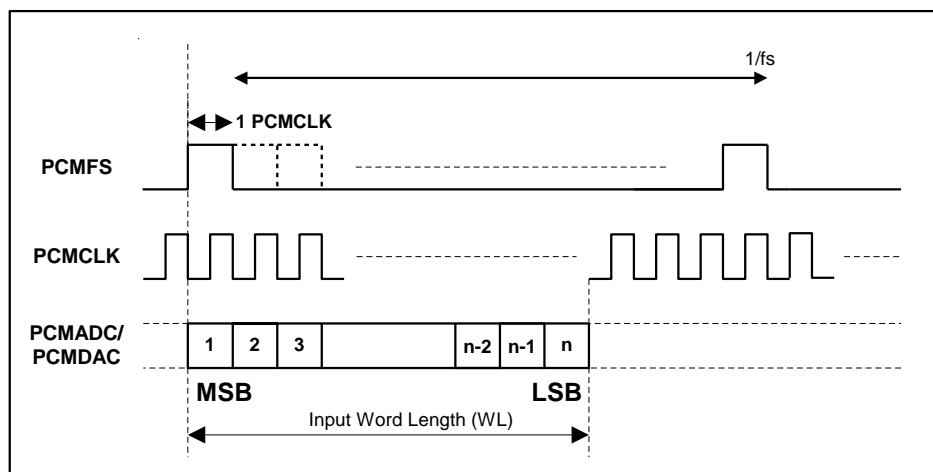 1/fs
1 PCMCLK
PCMFS
PCMCLK
PCMADC/
PCMDAC
1 2 3 n-2 n-1 n
MSB LSB
Input Word Length (WL)